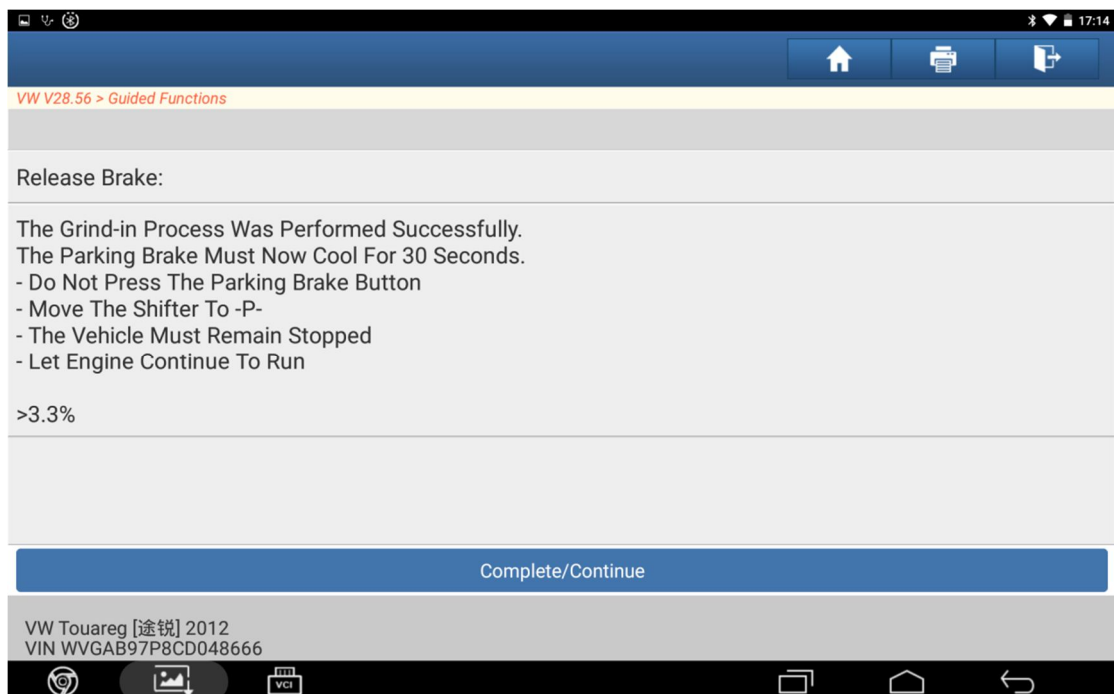 17:14
VW V28.56 > Guided Functions
Release Brake:
The Grind-in Process Was Performed Successfully.
The Parking Brake Must Now Cool For 30 Seconds.
- Do Not Press The Parking Brake Button
- Move The Shifter To -P-
- The Vehicle Must Remain Stopped
- Let Engine Continue To Run
>3.3%
Complete/Continue
VW Touareg [途锐] 2012
VIN WVGAB97P8CD048666
VCI